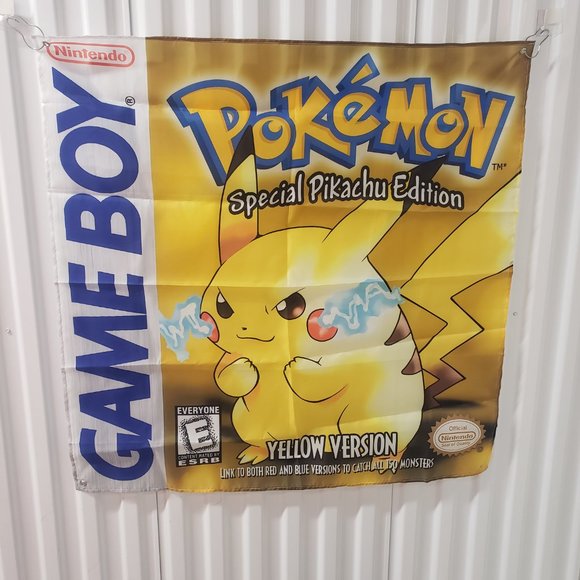 Nintendo
GAME BOY
®
POKéMON
TM
Special Pikachu Edition
EVERYONE
E
CONTENT RATED BY
ESRB
YELLOW VERSION
LINK TO BOTH RED AND BLUE VERSIONS TO CATCH ALL 150 MONSTERS
Official
Nintendo
Seal of Quality